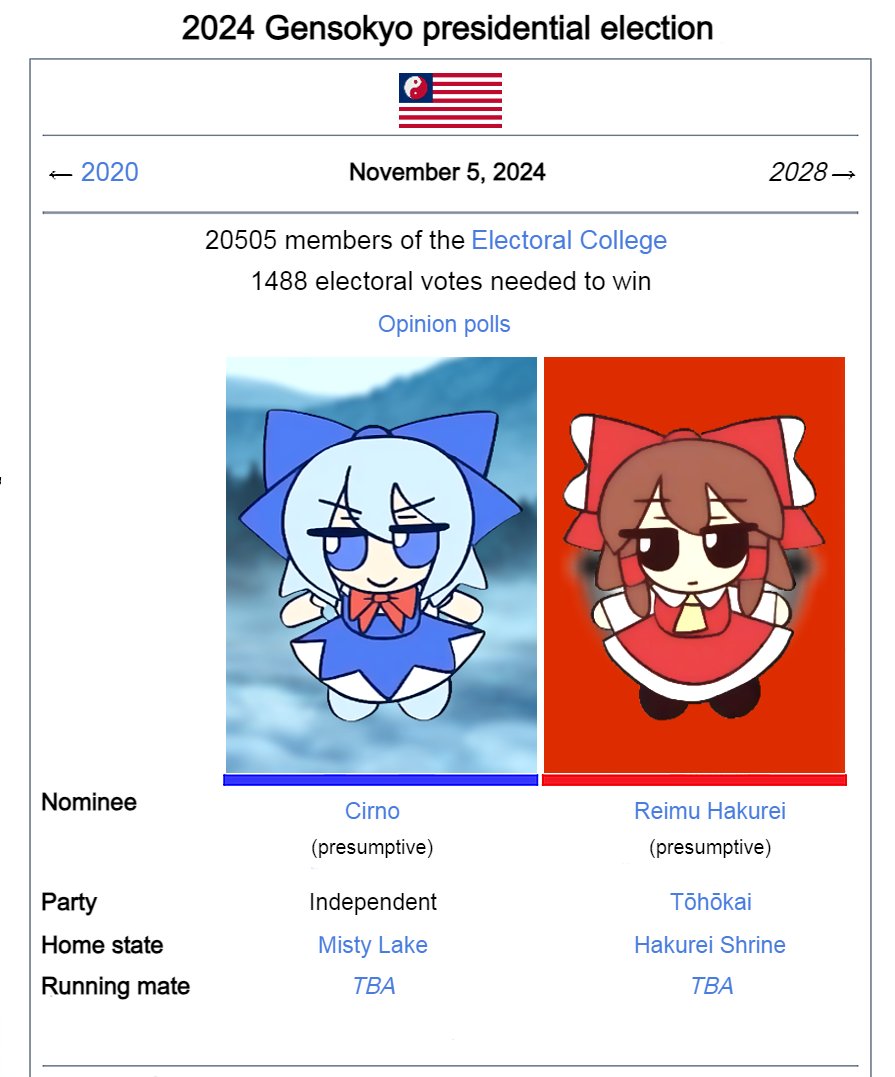 2024 Gensokyo presidential election
← 2020 November 5, 2024 2028 →
20505 members of the Electoral College
1488 electoral votes needed to win
Opinion polls
Nominee Cirno Reimu Hakurei
(presumptive) (presumptive)
Party Independent Tōhōkai
Home state Misty Lake Hakurei Shrine
Running mate TBA TBA